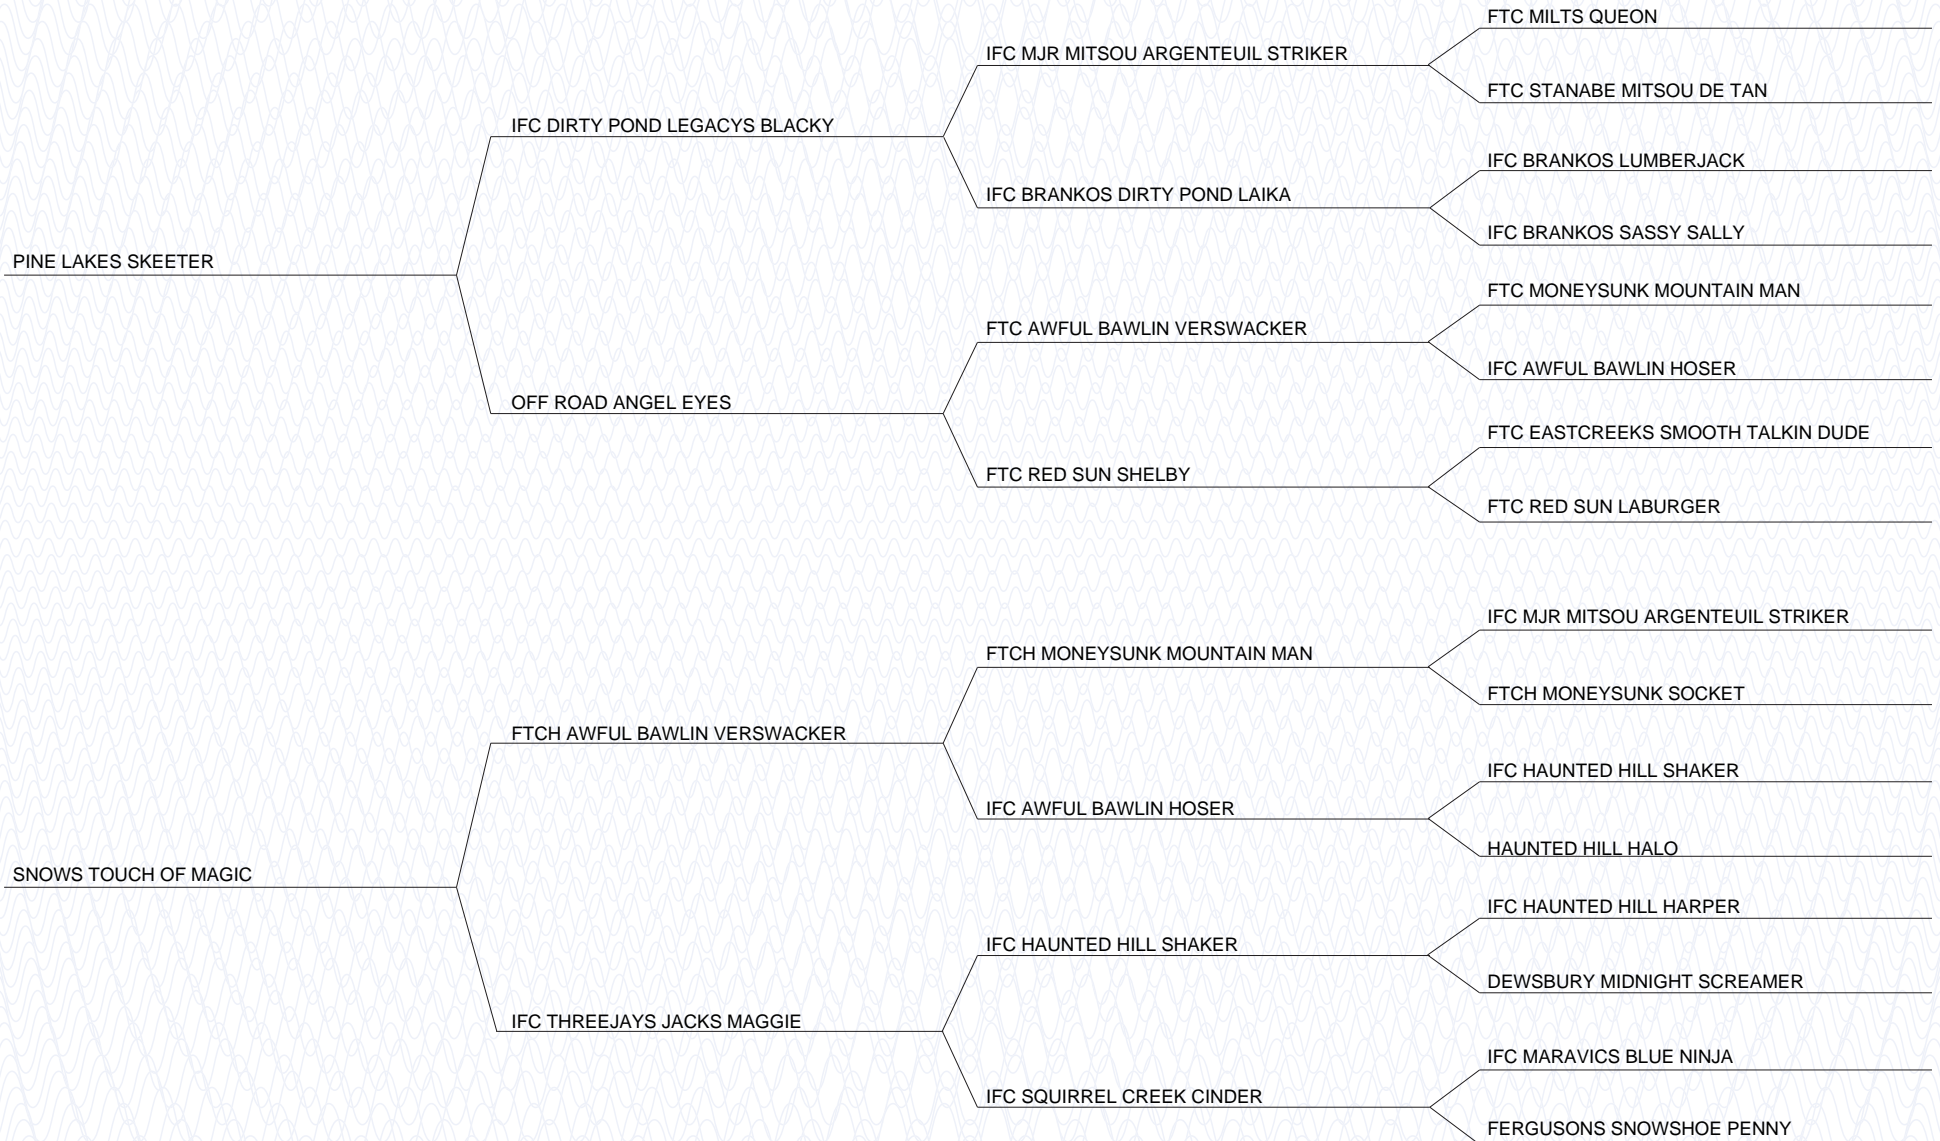 FTC MILTS QUEON
IFC MJR MITSOU ARGENTEUIL STRIKER
FTC STANABE MITSOU DE TAN
IFC DIRTY POND LEGACYS BLACKY
IFC BRANKOS LUMBERJACK
IFC BRANKOS DIRTY POND LAIKA
IFC BRANKOS SASSY SALLY
PINE LAKES SKEETER
FTC MONEYSUNK MOUNTAIN MAN
FTC AWFUL BAWLIN VERSWACKER
IFC AWFUL BAWLIN HOSER
OFF ROAD ANGEL EYES
FTC EASTCREEKS SMOOTH TALKIN DUDE
FTC RED SUN SHELBY
FTC RED SUN LABURGER
IFC MJR MITSOU ARGENTEUIL STRIKER
FTCH MONEYSUNK MOUNTAIN MAN
FTCH MONEYSUNK SOCKET
FTCH AWFUL BAWLIN VERSWACKER
IFC HAUNTED HILL SHAKER
IFC AWFUL BAWLIN HOSER
HAUNTED HILL HALO
SNOWS TOUCH OF MAGIC
IFC HAUNTED HILL HARPER
IFC HAUNTED HILL SHAKER
DEWSBURY MIDNIGHT SCREAMER
IFC THREEJAYS JACKS MAGGIE
IFC MARAVICS BLUE NINJA
IFC SQUIRREL CREEK CINDER
FERGUSONS SNOWSHOE PENNY